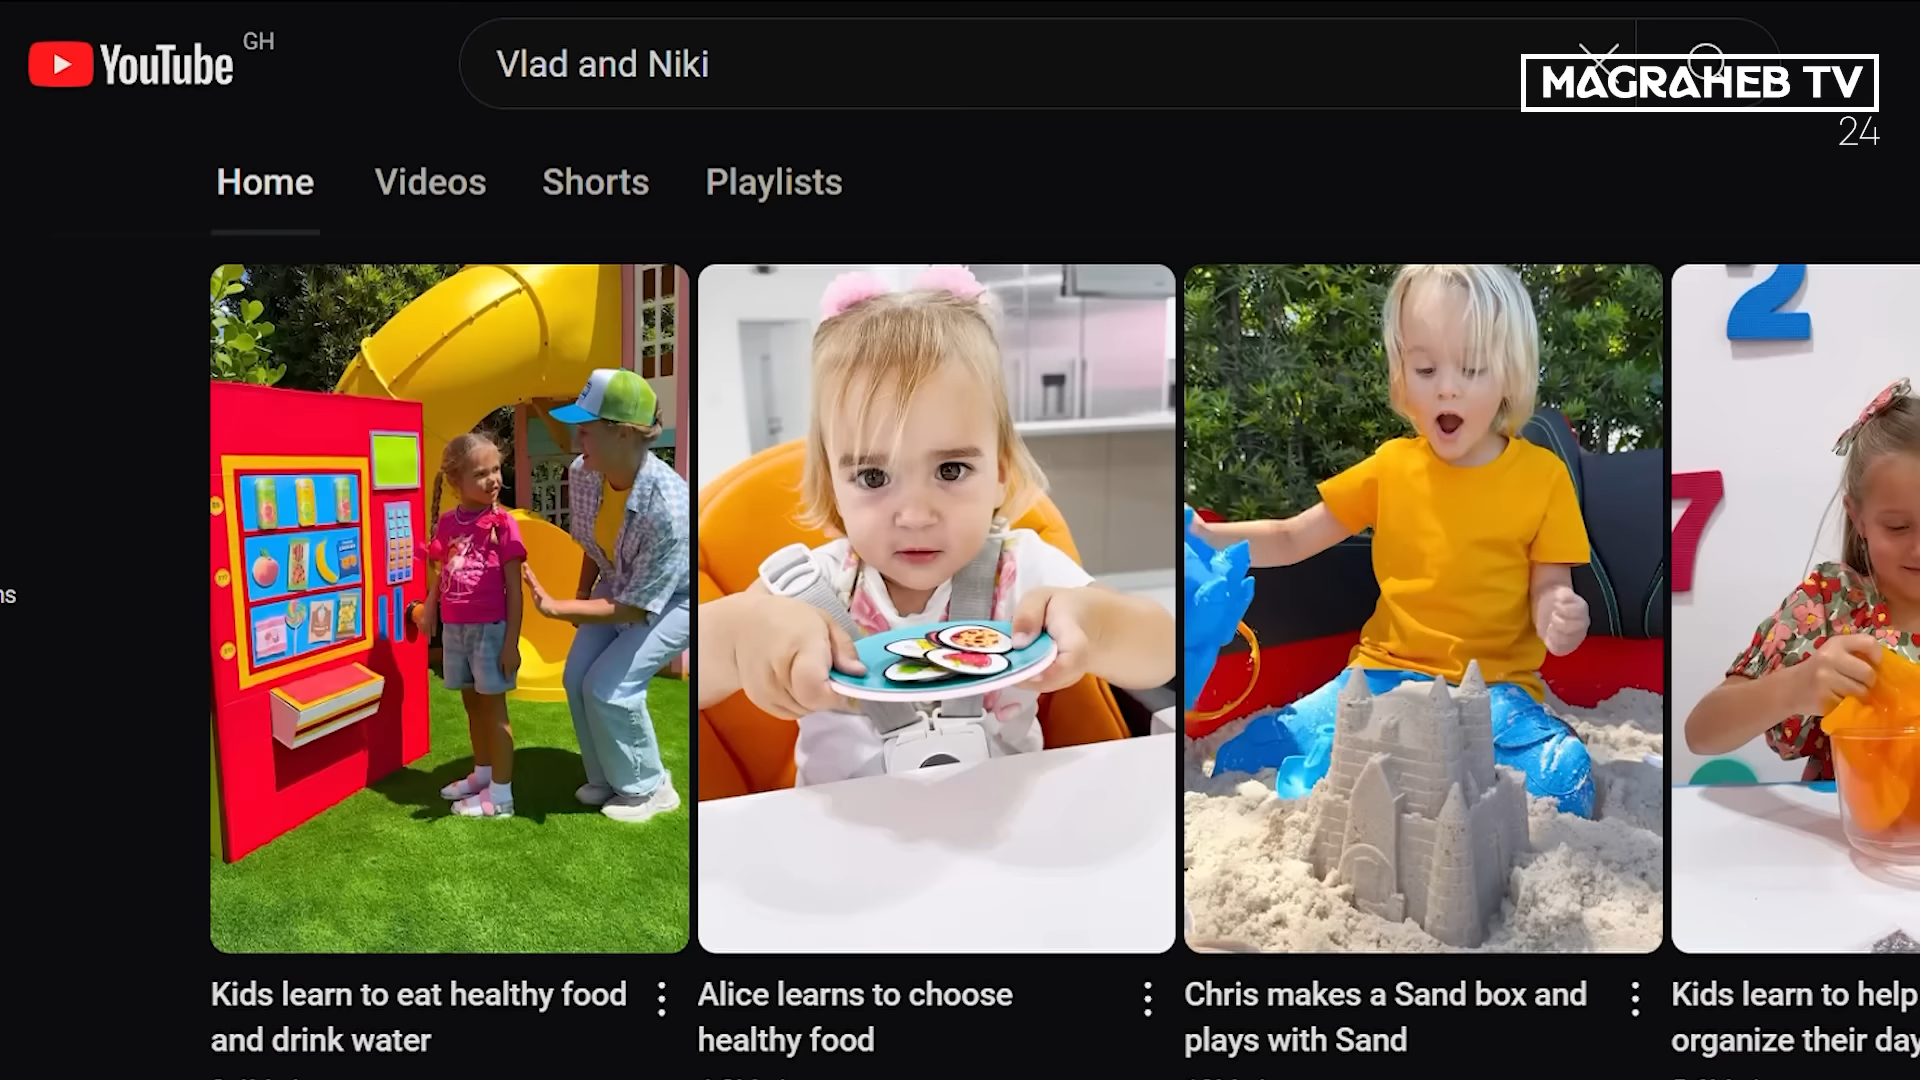 YouTube GH
Vlad and Niki
MAGRAHEB TV
24
Home Videos Shorts Playlists
2
7
Kids learn to eat healthy food
and drink water
Alice learns to choose
healthy food
Chris makes a Sand box and
plays with Sand
Kids learn to help
organize their day